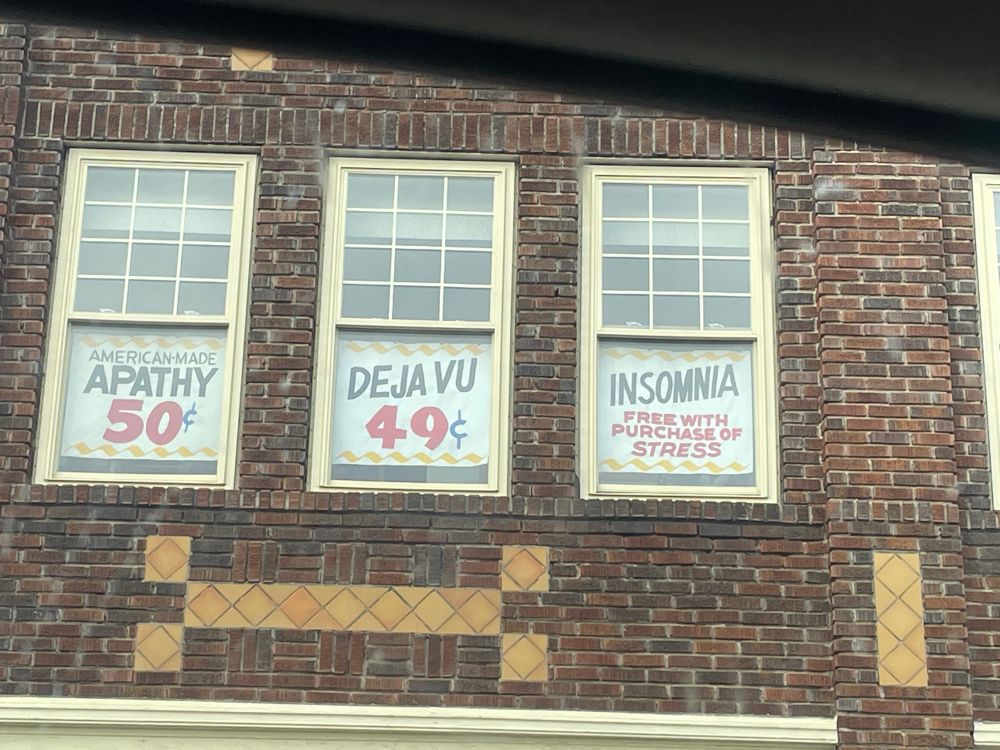 AMERICAN-MADE
APATHY
50¢
DEJA VU
49¢
INSOMNIA
FREE WITH
PURCHASE OF
STRESS